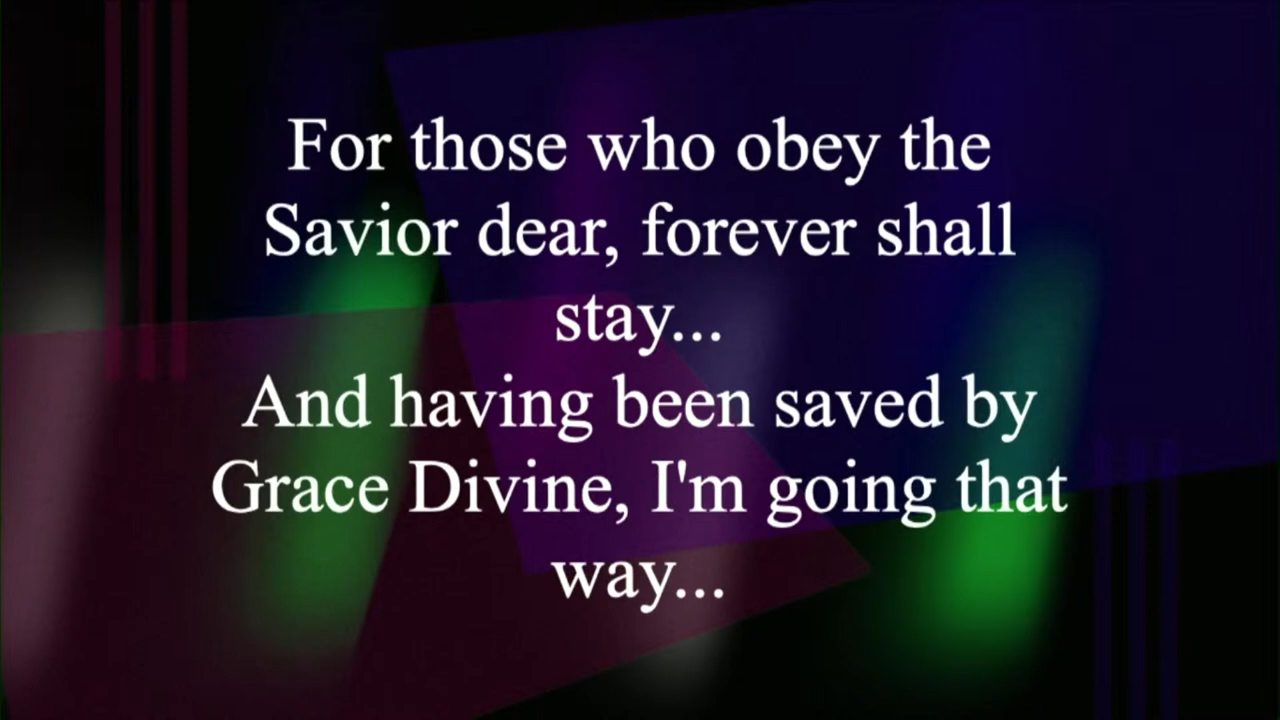 For those who obey the
Savior dear, forever shall
stay...
And having been saved by
Grace Divine, I'm going that
way...